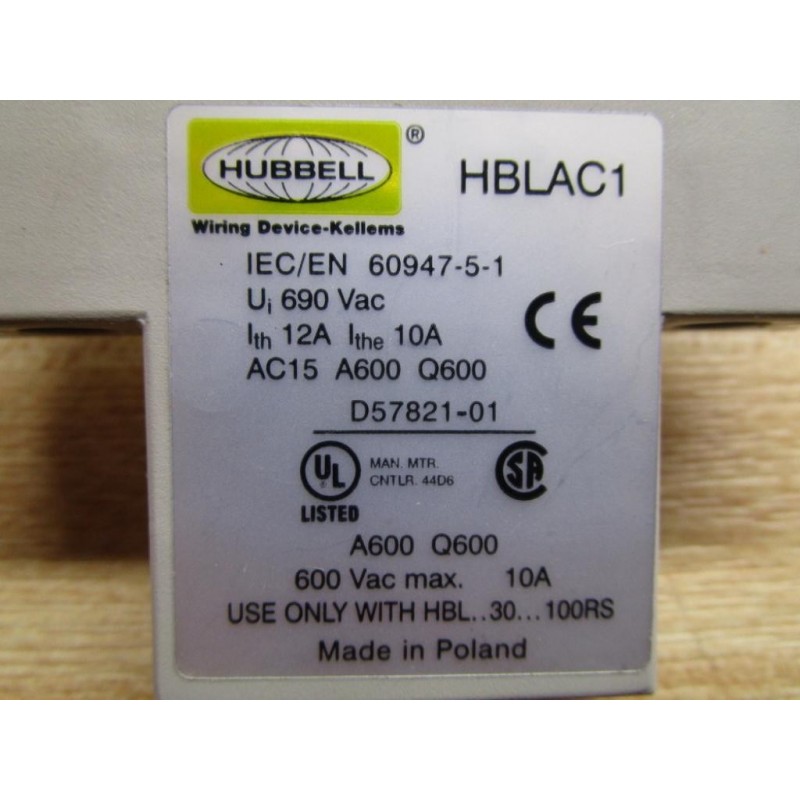 HUBBELL ®
HBLAC1
Wiring Device-Kellems
IEC/EN 60947-5-1
Ui 690 Vac
Ith 12A Ithe 10A
CE
AC15 A600 Q600
D57821-01
UL ® MAN. MTR. SA
CNTLR. 44D6
LISTED
A600 Q600
600 Vac max. 10A
USE ONLY WITH HBL..30...100RS
Made in Poland